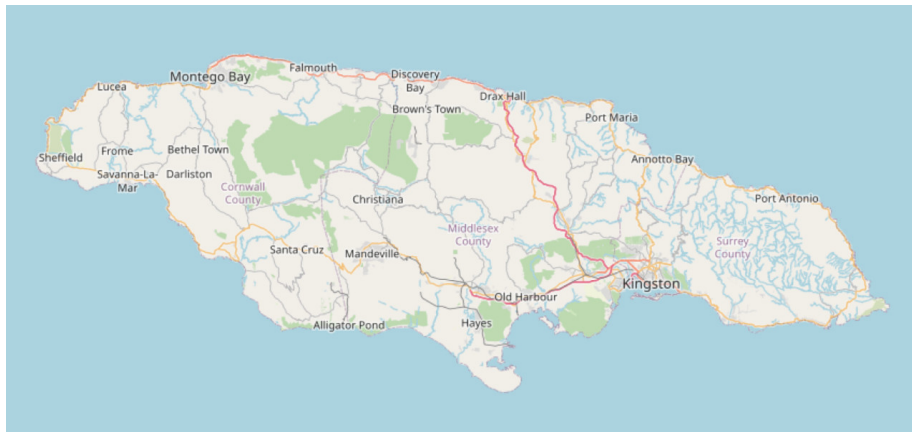 Montego Bay
Falmouth
Discovery
Bay
Lucea
Drax Hall
Brown's Town
Port Maria
Sheffield
Frome
Bethel Town
Annotto Bay
Savanna-La-
Mar
Darliston
Cornwall
County
Christiana
Port Antonio
Middlesex
County
Surrey
County
Santa Cruz
Mandeville
Kingston
Old Harbour
Alligator Pond
Hayes